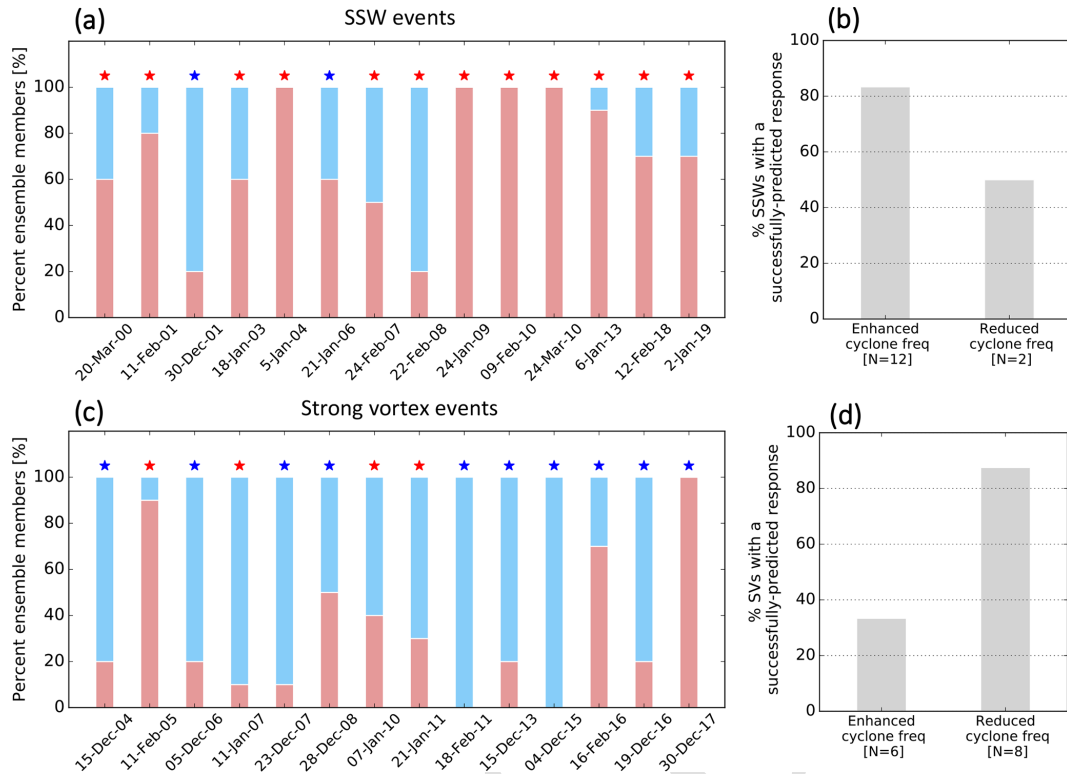 (a)
SSW events
Percent ensemble members [%]
100
80
60
40
20
0
20-Mar-00
11-Feb-01
30-Dec-01
18-Jan-03
5-Jan-04
21-Jan-06
24-Feb-07
22-Feb-08
24-Jan-09
09-Feb-10
24-Mar-10
6-Jan-13
12-Feb-18
2-Jan-19
(b)
% SSWs with a
successfully-predicted response
100
80
60
40
20
0
Enhanced
cyclone freq
[N=12]
Reduced
cyclone freq
[N=2]
(c)
Strong vortex events
Percent ensemble members [%]
100
80
60
40
20
0
15-Dec-04
11-Feb-05
05-Dec-06
11-Jan-07
23-Dec-07
28-Dec-08
07-Jan-10
21-Jan-11
18-Feb-11
15-Dec-13
04-Dec-15
16-Feb-16
19-Dec-16
30-Dec-17
(d)
% SVs with a
successfully-predicted response
100
80
60
40
20
0
Enhanced
cyclone freq
[N=6]
Reduced
cyclone freq
[N=8]